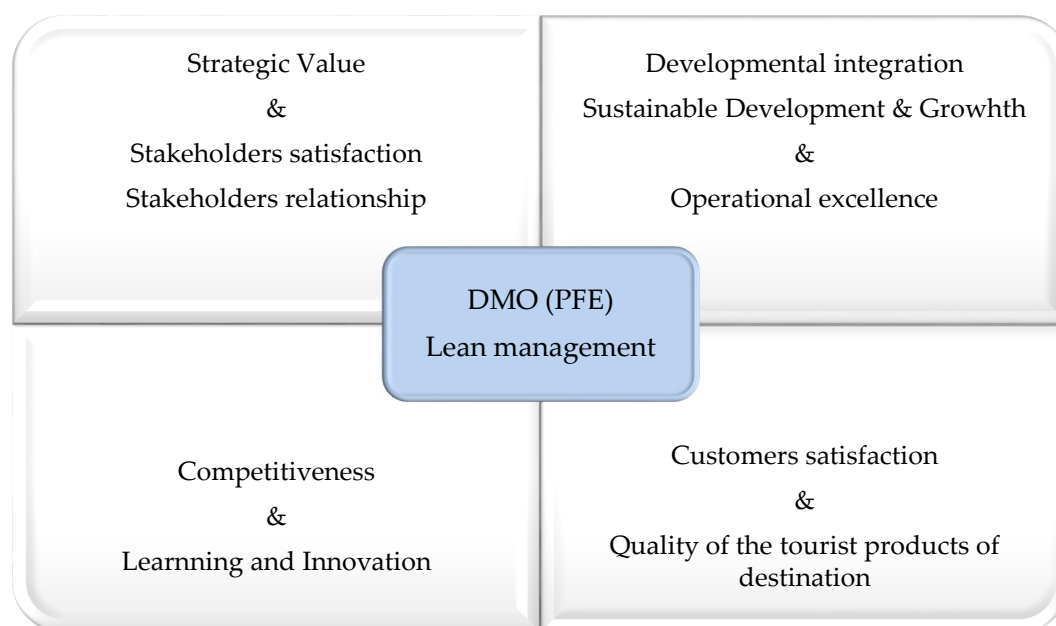 Strategic Value
&
Stakeholders satisfaction
Stakeholders relationship
Developmental integration
Sustainable Development & Growhth
&
Operational excellence
DMO (PFE)
Lean management
Competitiveness
&
Learnning and Innovation
Customers satisfaction
&
Quality of the tourist products of
destination